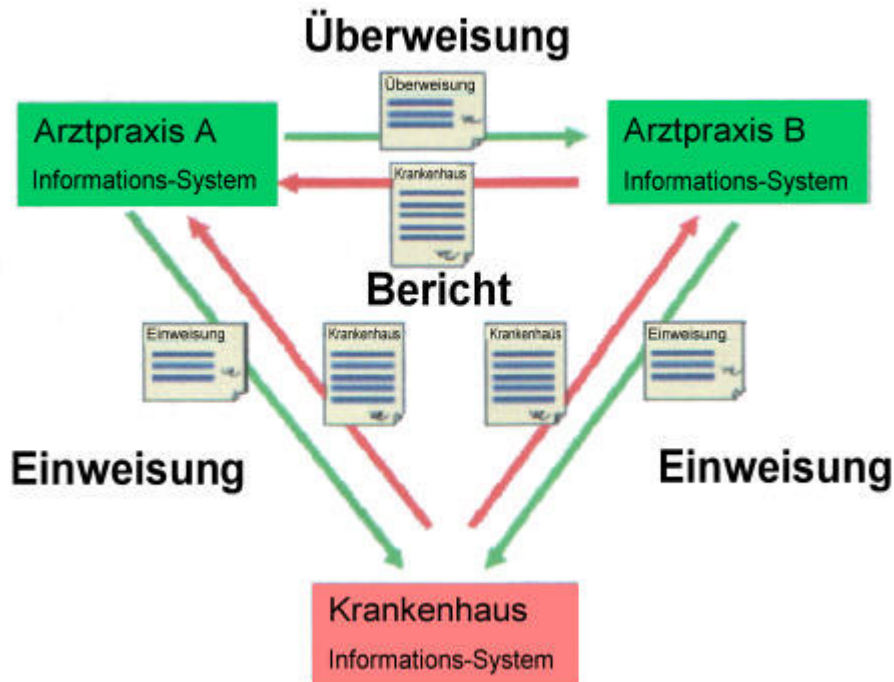 Überweisung
Überweisung
Arztpraxis A
Informations-System
Arztpraxis B
Informations-System
Krankenhaus
Bericht
Einweisung
Krankenhaus
Krankenhaus
Einweisung
Einweisung
Einweisung
Krankenhaus
Informations-System